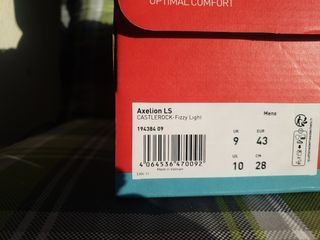 OPTIMAL COMFORT
Axelion LS
CASTLEROCK-Fizzy Light
Mens
194384 09
UK
EUR
9
43
US
CM
10
28
4 064536 470092
Made in Vietnam